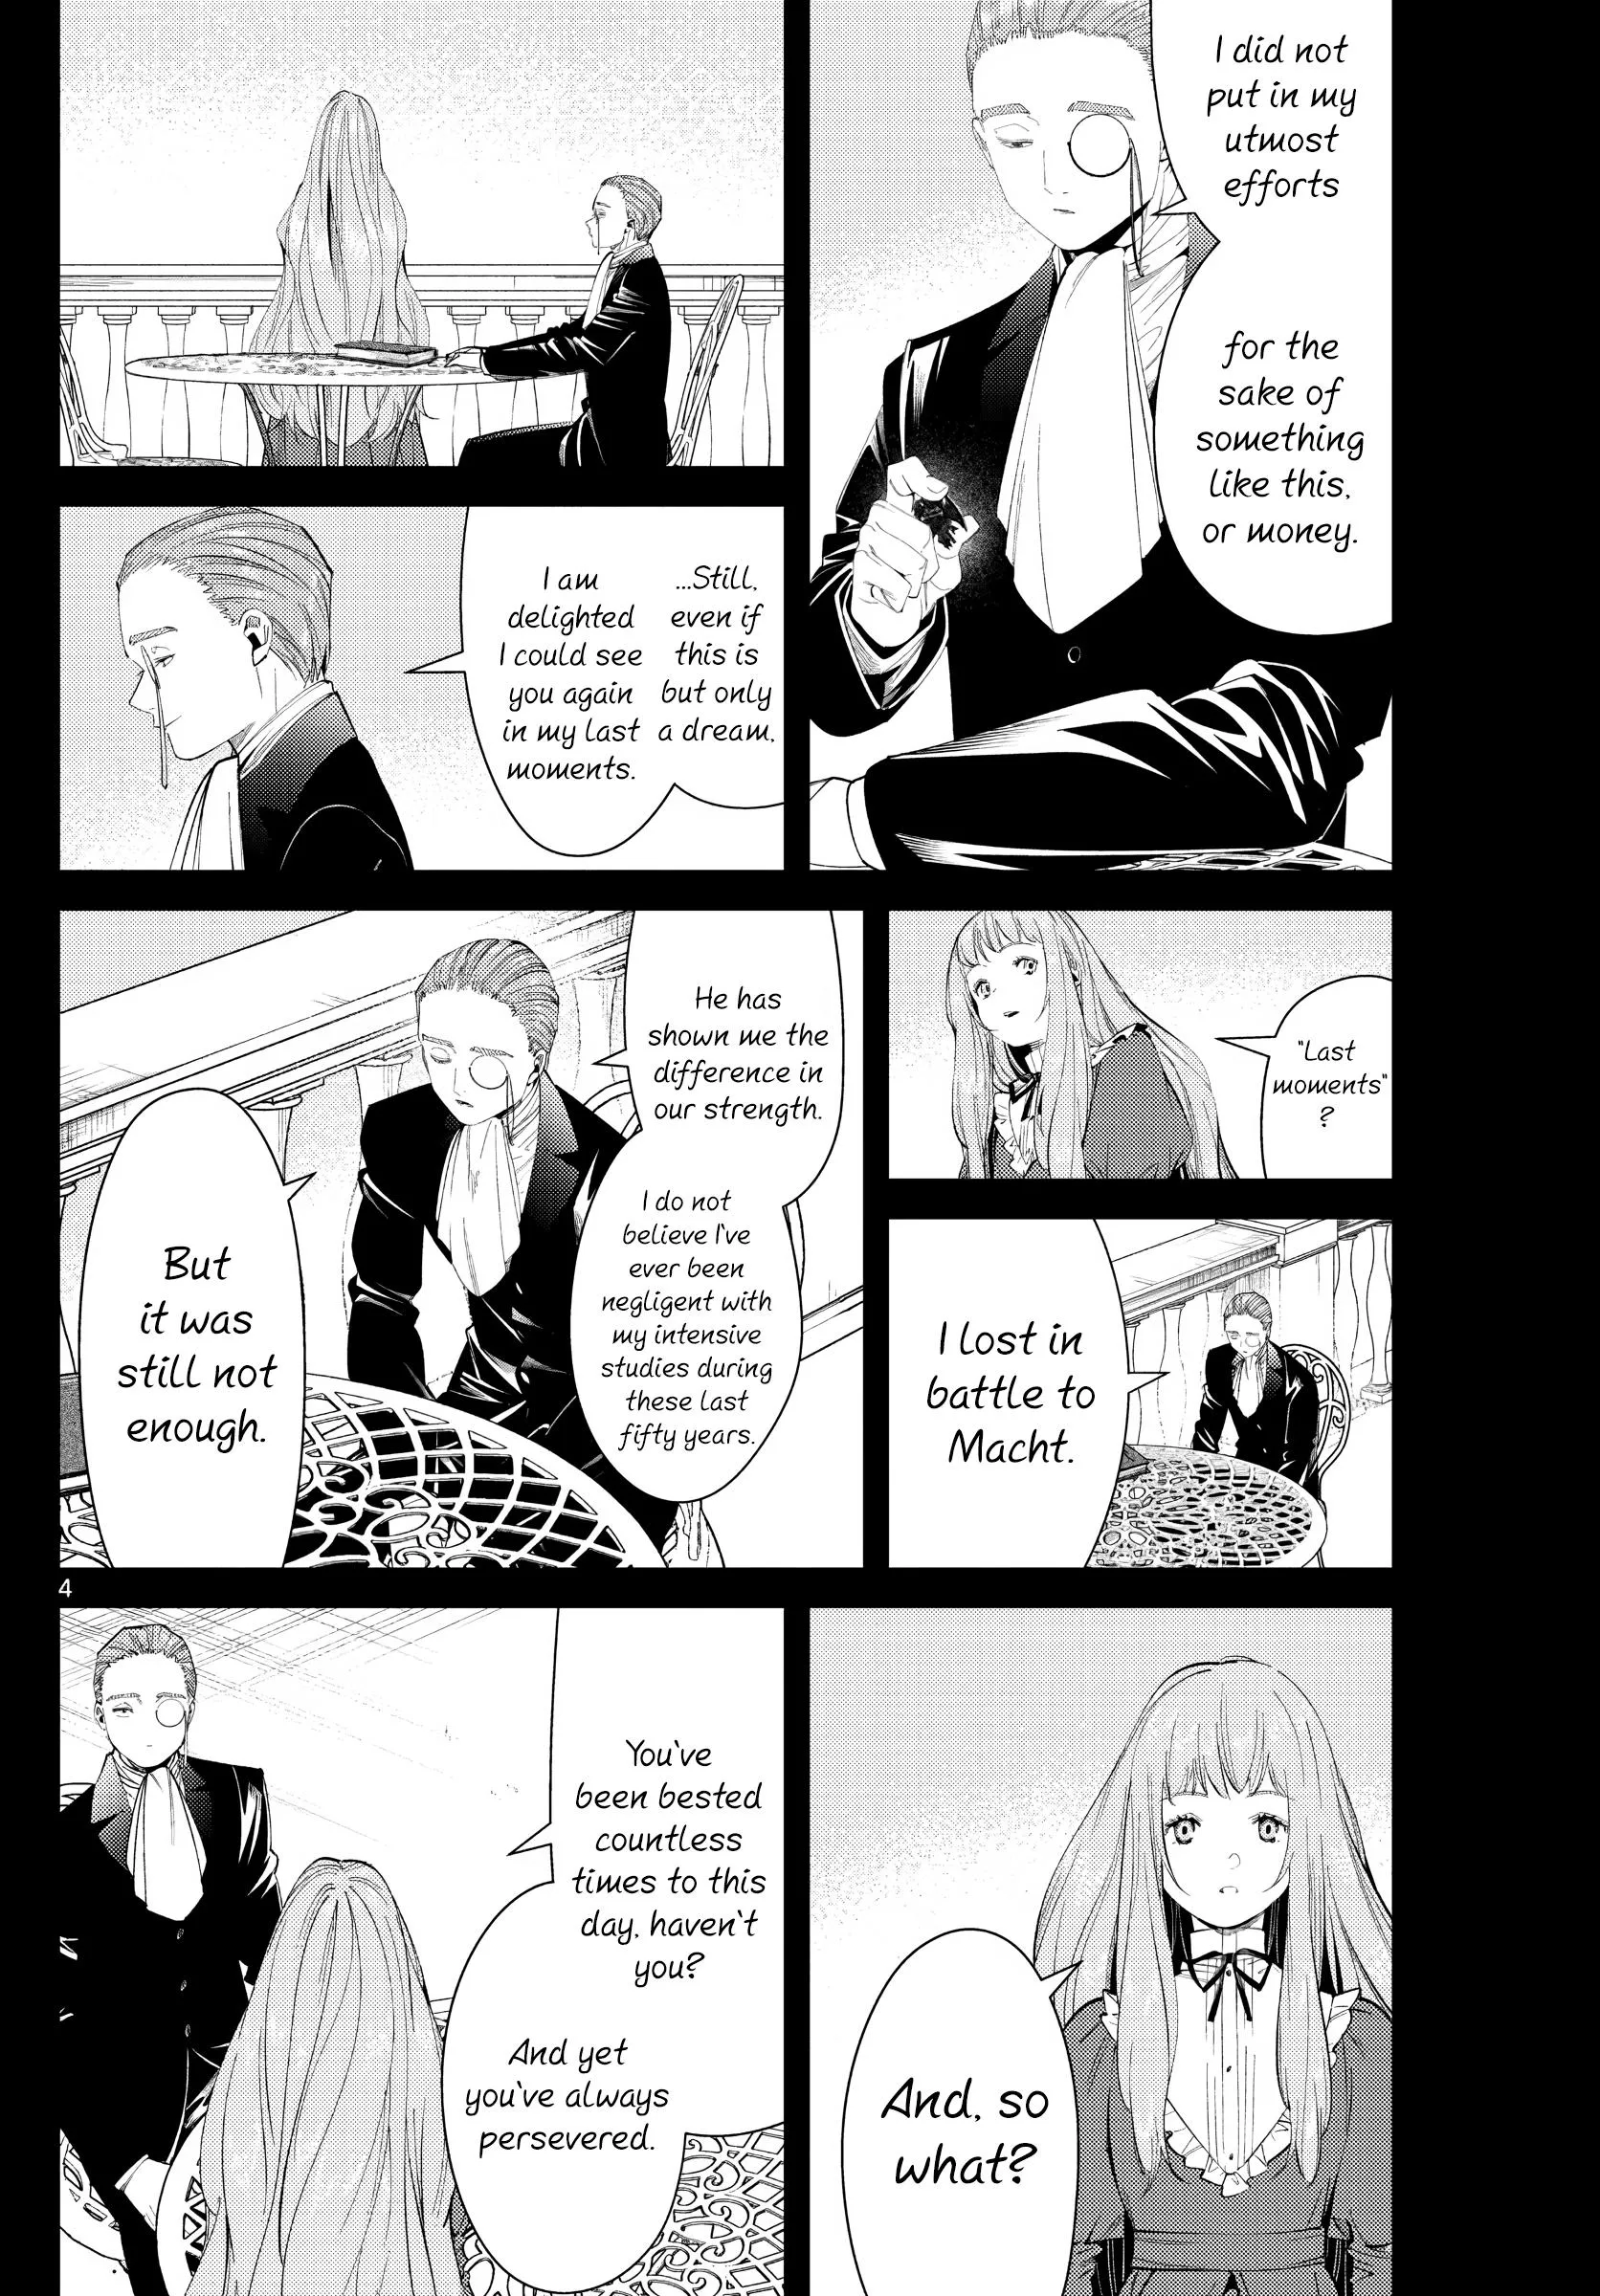 I did not
put in my
utmost
efforts
for the
sake of
something
like this,
or money.
...Still,
even if
this is
but only
a dream,
I am
delighted
I could see
you again
in my last
moments.
"Last
moments"
?
I lost in
battle to
Macht.
He has
shown me the
difference in
our strength.
I do not
believe I've
ever been
negligent with
my intensive
studies during
these last
fifty years.
But
it was
still not
enough.
4
And, so
what?
You've
been bested
countless
times to this
day, haven't
you?
And yet
you've always
persevered.